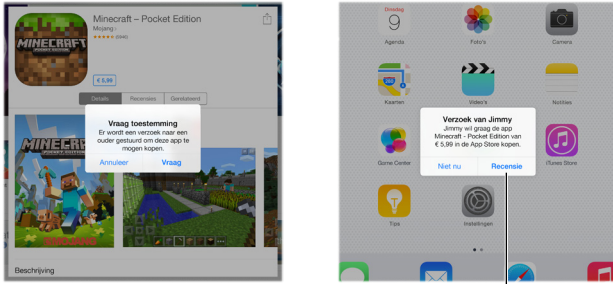 Minecraft – Pocket Edition
Mojang ›
MINECRAFT
POCKET EDITION
€ 5,99
Details
Recensies
Gerelateerd
Vraag toestemming
Er wordt een verzoek naar een
ouder gestuurd om deze app te
mogen kopen.
Annuleer
Vraag
MOJANG
Beschrijving
Dinsdag
9
Agenda
Foto's
Camera
Kaarten
Video's
Notities
Verzoek van Jimmy
Jimmy wil graag de app
Minecraft - Pocket Edition van
€ 5,99 in de App Store kopen.
Niet nu
Recensie
Game Center
iTunes Store
Tips
Instellingen